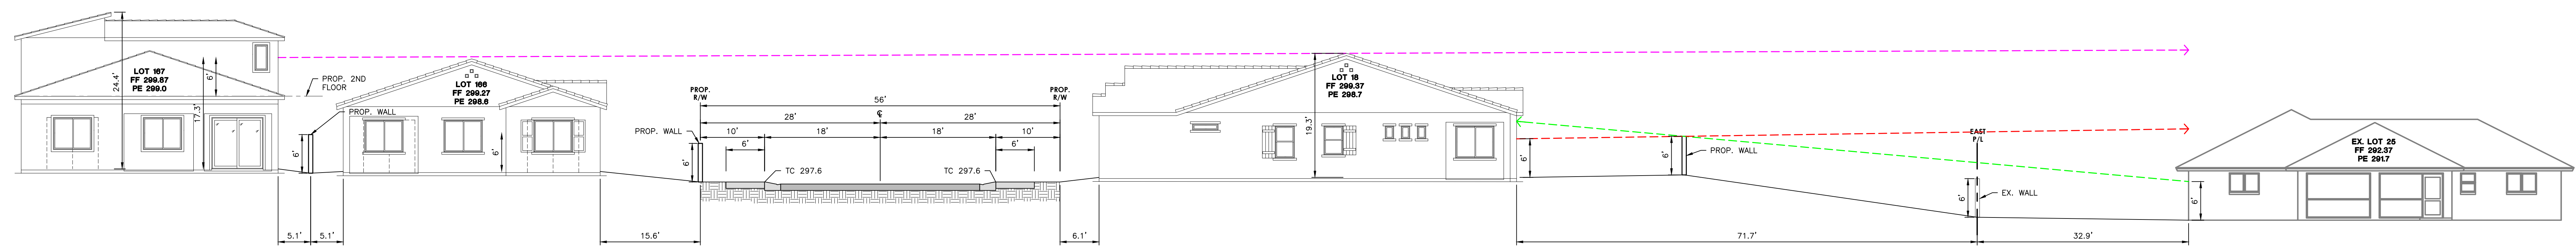 LOT 167
FF 299.87
PE 299.0
24.4'
17.3'
6'
PROP. 2ND
FLOOR
PROP. WALL
6'
5.1'
5.1'
LOT 166
FF 299.27
PE 298.6
6'
15.6'
PROP. WALL
6'
PROP.
R/W
PROP.
R/W
56'
28'
℄
28'
10'
18'
18'
10'
6'
6'
TC 297.6
TC 297.6
6.1'
LOT 18
FF 299.37
PE 298.7
19.3'
6'
6'
PROP. WALL
71.7'
EAST
P/L
6'
EX. WALL
32.9'
6'
EX. LOT 25
FF 292.37
PE 291.7